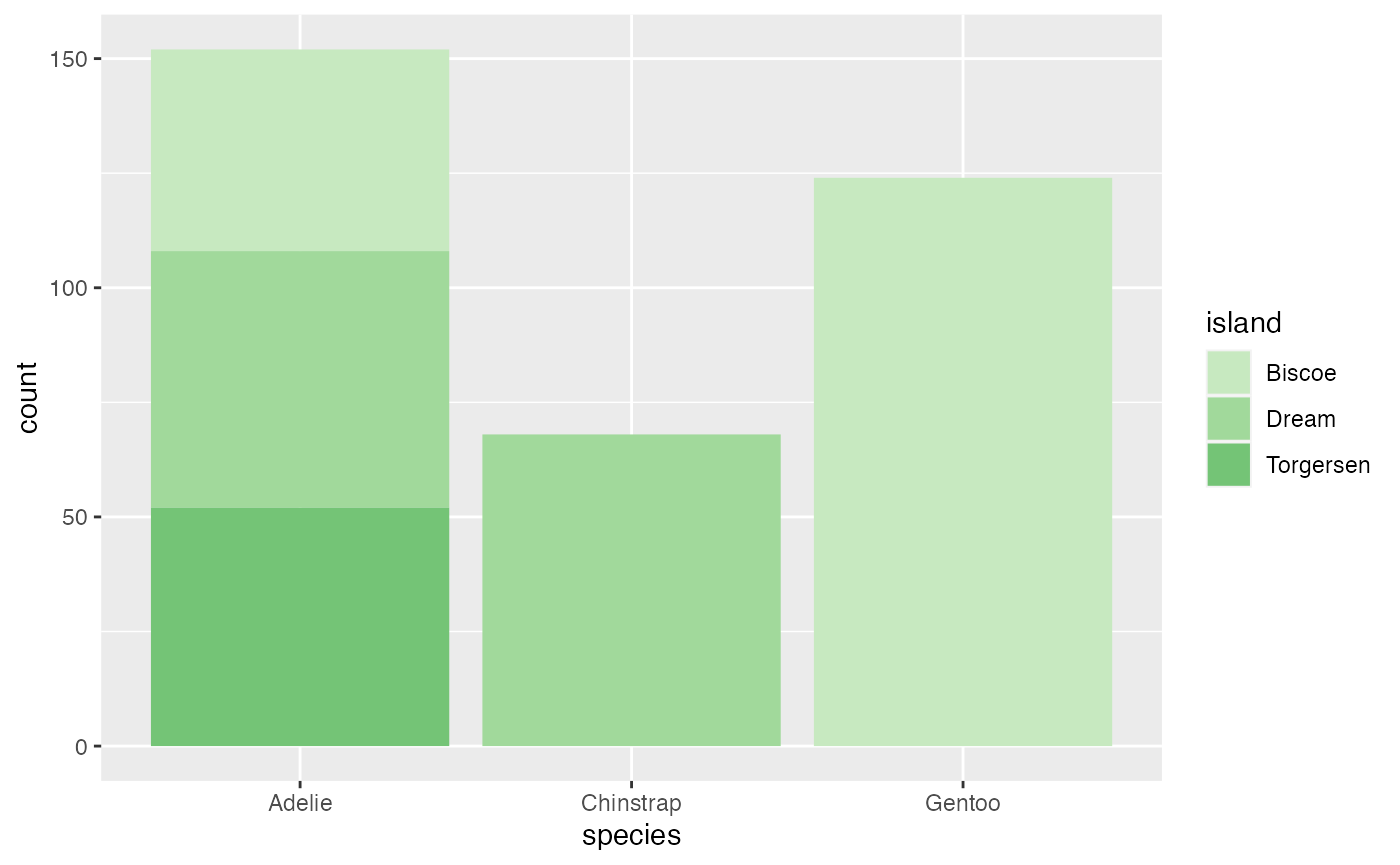 150
100
50
0
count
Adelie
Chinstrap
Gentoo
species
island
Biscoe
Dream
Torgersen